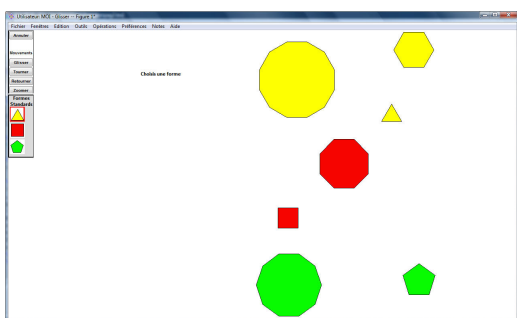 Utilisateur: MOI - Glisser -- Figure 1*
Fichier Fenêtres Edition Outils Opérations Préférences Notes Aide
Annuler
Mouvements
Glisser
Tourner
Retourner
Zoomer
Formes
Standards
Choisis une forme